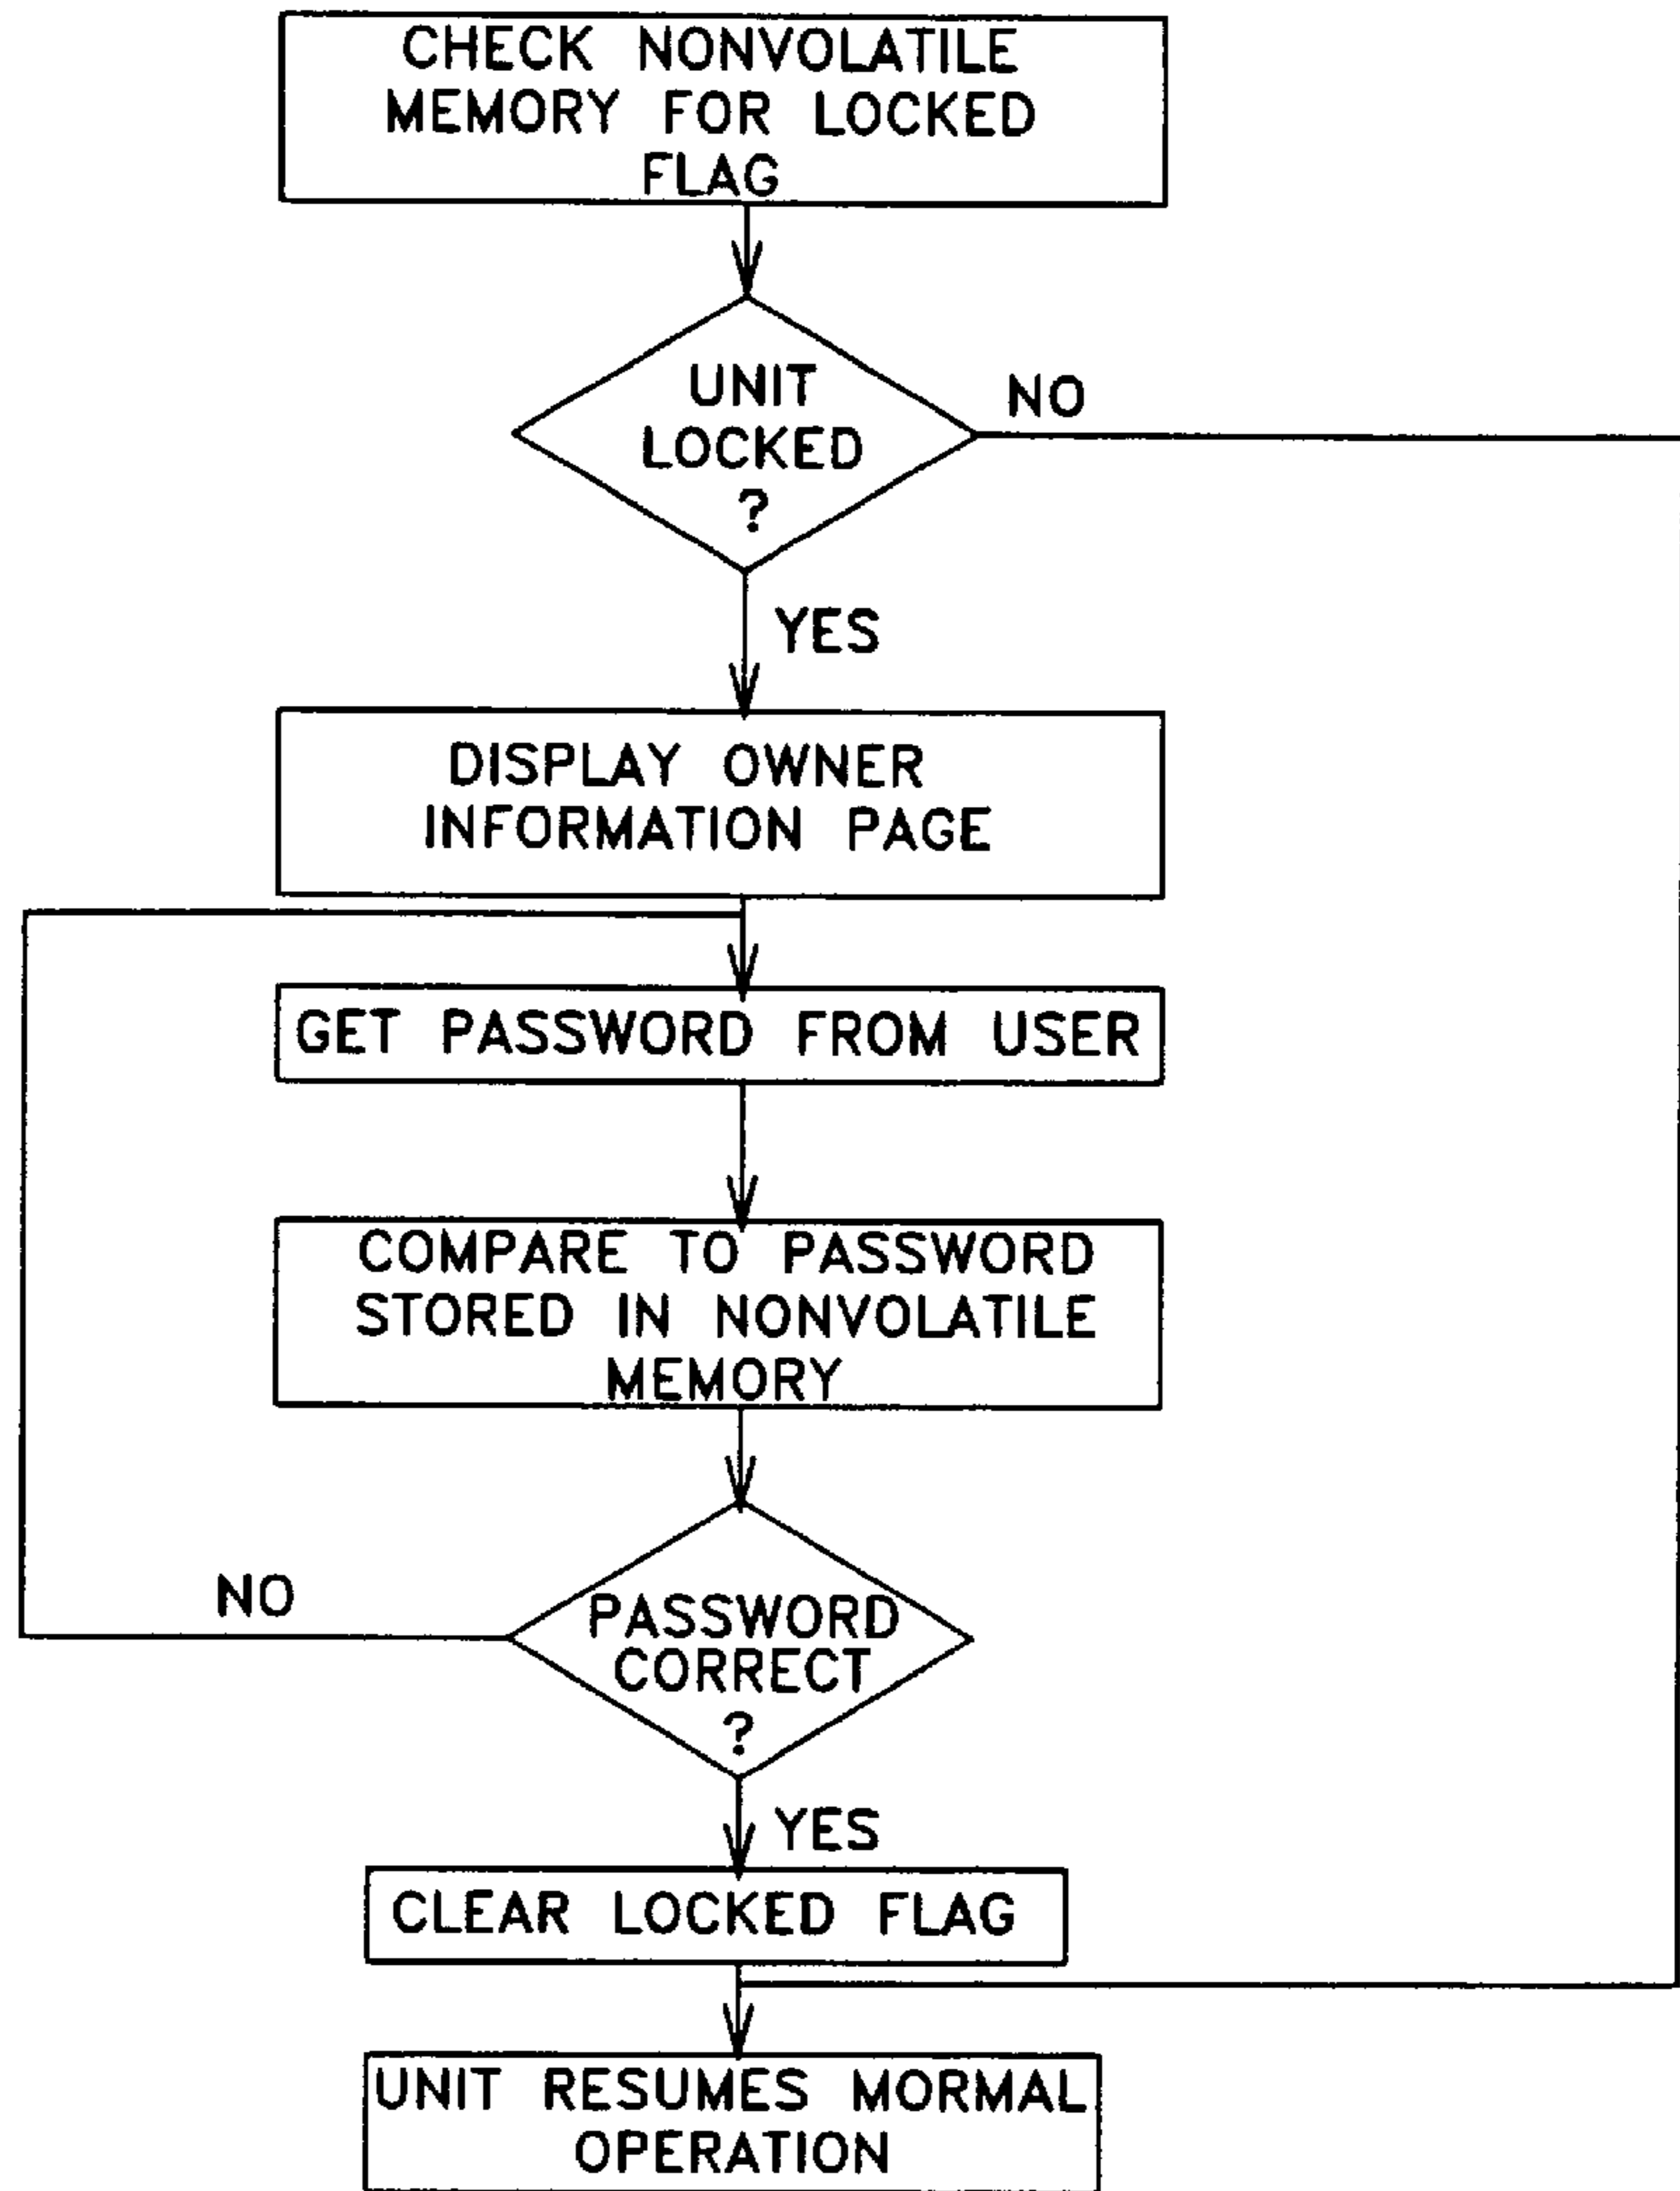 CHECK NONVOLATILE
MEMORY FOR LOCKED
FLAG
UNIT
LOCKED
?
NO
YES
DISPLAY OWNER
INFORMATION PAGE
GET PASSWORD FROM USER
COMPARE TO PASSWORD
STORED IN NONVOLATILE
MEMORY
NO
PASSWORD
CORRECT
?
YES
CLEAR LOCKED FLAG
UNIT RESUMES MORMAL
OPERATION